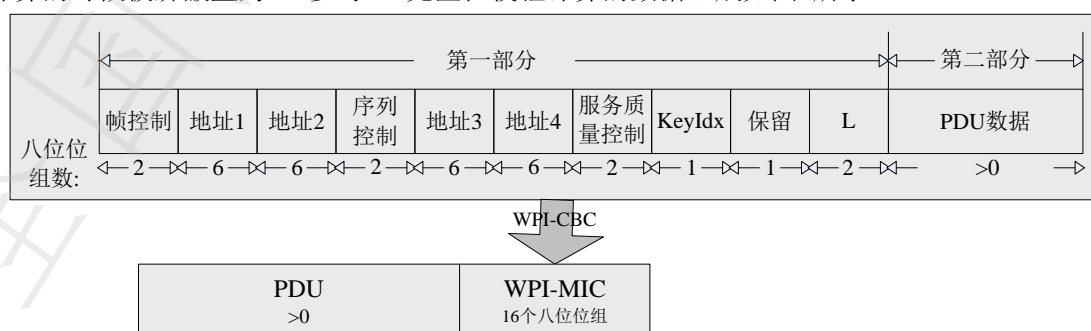 第一部分 第二部分
帧控制 地址1 地址2 序列控制 地址3 地址4 服务质量控制 KeyIdx 保留 L PDU数据
八位位组数: 2 6 6 2 6 6 2 1 1 2 >0
WPI-CBC
PDU WPI-MIC
>0 16个八位位组